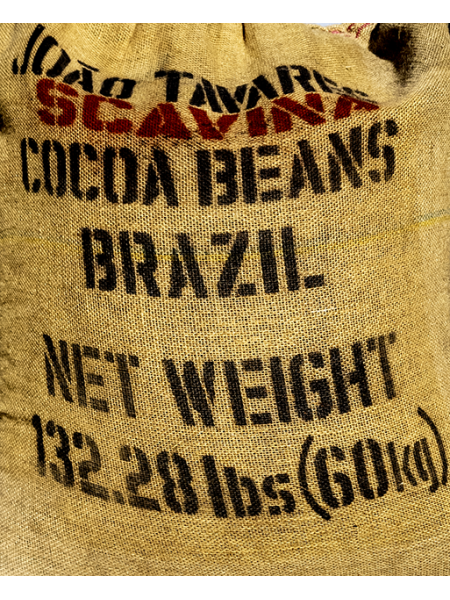 JOÃO TAVARES
SCAVINA
COCOA BEANS
BRAZIL
NET WEIGHT
132.28 lbs (60kg)